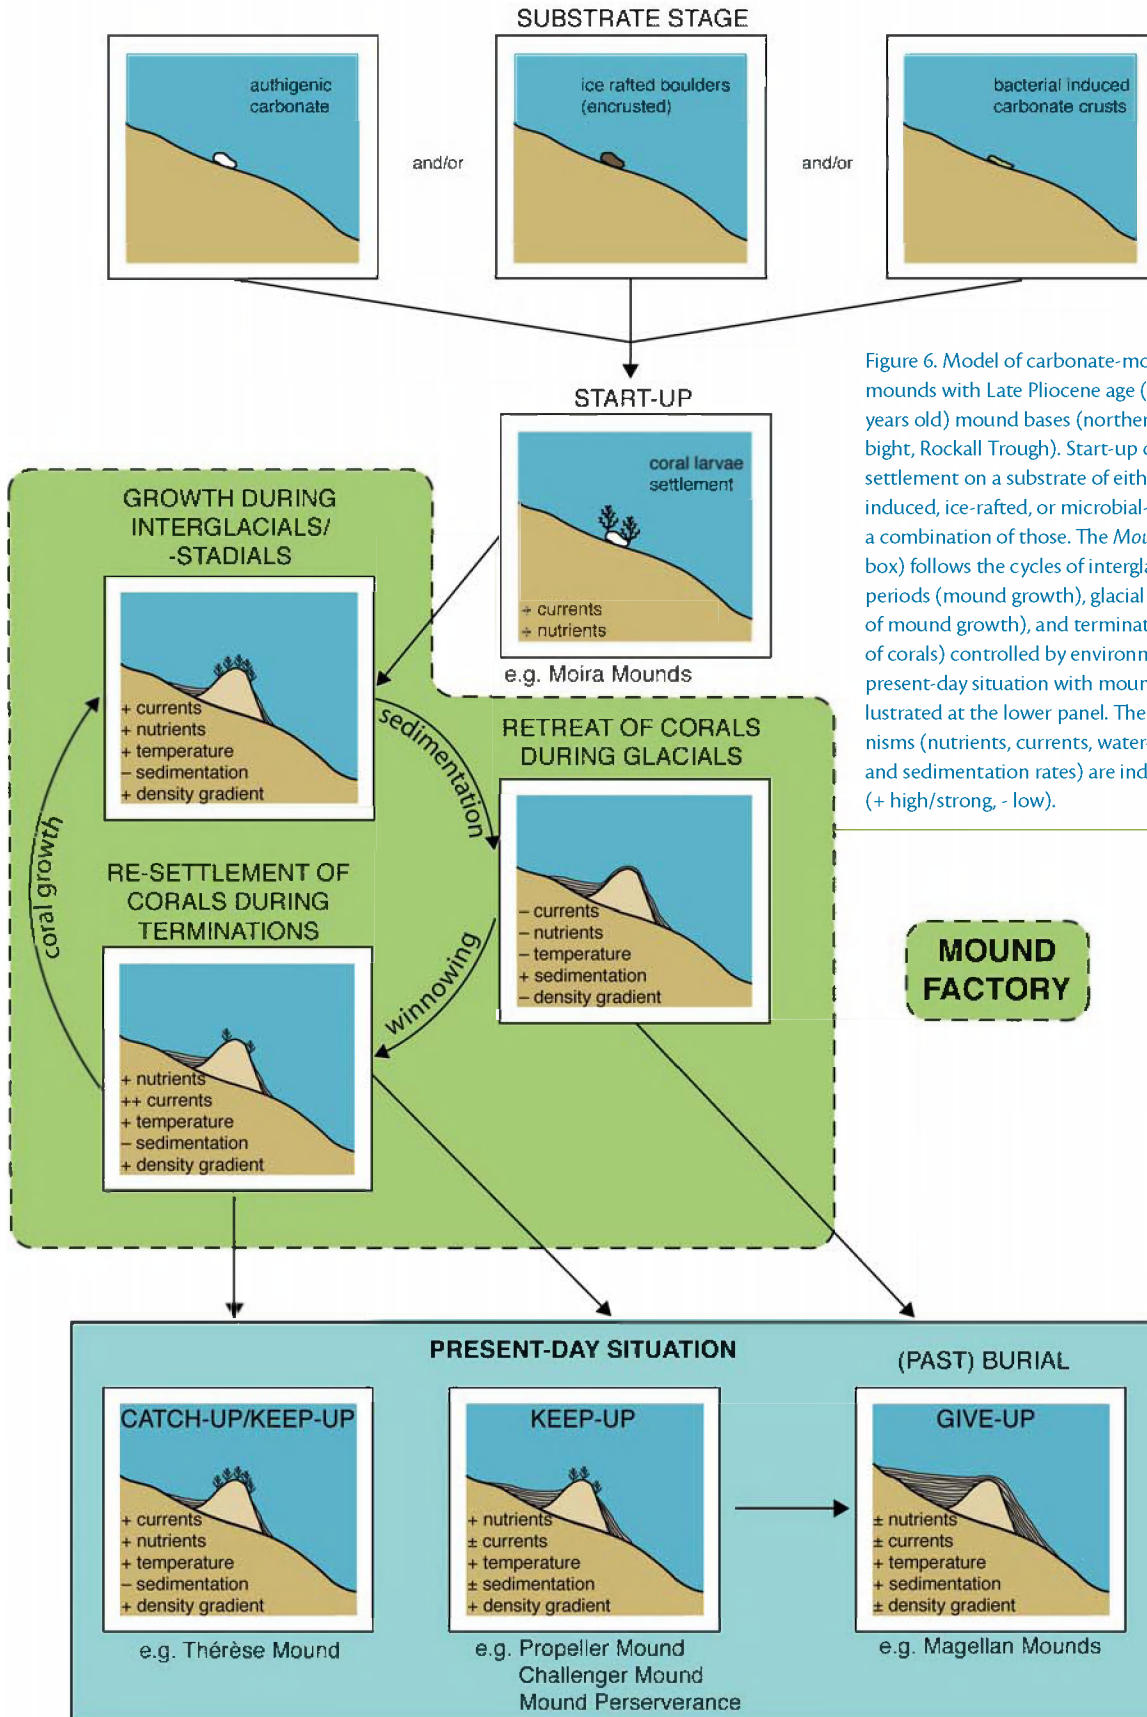 SUBSTRATE STAGE
authigenic
carbonate
and/or
ice rafted boulders
(encrusted)
and/or
bacterial induced
carbonate crusts
START-UP
coral larvae
settlement
+ currents
+ nutrients
e.g. Moira Mounds
Figure 6. Model of carbonate-mo
mounds with Late Pliocene age (
years old) mound bases (norther
bight, Rockall Trough). Start-up c
settlement on a substrate of eith
induced, ice-rafted, or microbial-
a combination of those. The Mou
box) follows the cycles of intergla
periods (mound growth), glacial
of mound growth), and terminat
of corals) controlled by environm
present-day situation with moun
lustrated at the lower panel. The
nisms (nutrients, currents, water
and sedimentation rates) are ind
(+ high/strong, - low).
GROWTH DURING
INTERGLACIALS/
-STADIALS
+ currents
+ nutrients
+ temperature
– sedimentation
+ density gradient
sedimentation
RETREAT OF CORALS
DURING GLACIALS
– currents
– nutrients
– temperature
+ sedimentation
– density gradient
winnowing
RE-SETTLEMENT OF
CORALS DURING
TERMINATIONS
+ nutrients
++ currents
+ temperature
– sedimentation
+ density gradient
coral growth
MOUND
FACTORY
PRESENT-DAY SITUATION
(PAST) BURIAL
CATCH-UP/KEEP-UP
+ currents
+ nutrients
+ temperature
– sedimentation
+ density gradient
e.g. Thérèse Mound
KEEP-UP
+ nutrients
± currents
+ temperature
± sedimentation
+ density gradient
e.g. Propeller Mound
Challenger Mound
Mound Perserverance
GIVE-UP
± nutrients
± currents
+ temperature
+ sedimentation
± density gradient
e.g. Magellan Mounds